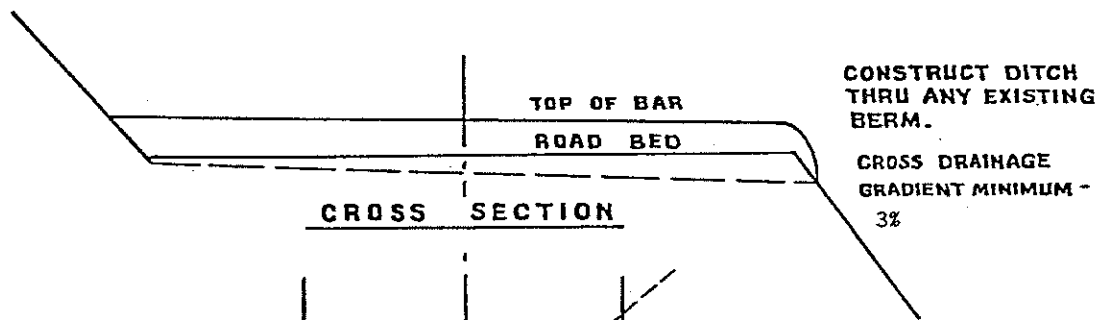 TOP OF BAR
ROAD BED
CROSS SECTION
CONSTRUCT DITCH
THRU ANY EXISTING
BERM.
CROSS DRAINAGE
GRADIENT MINIMUM -
3%